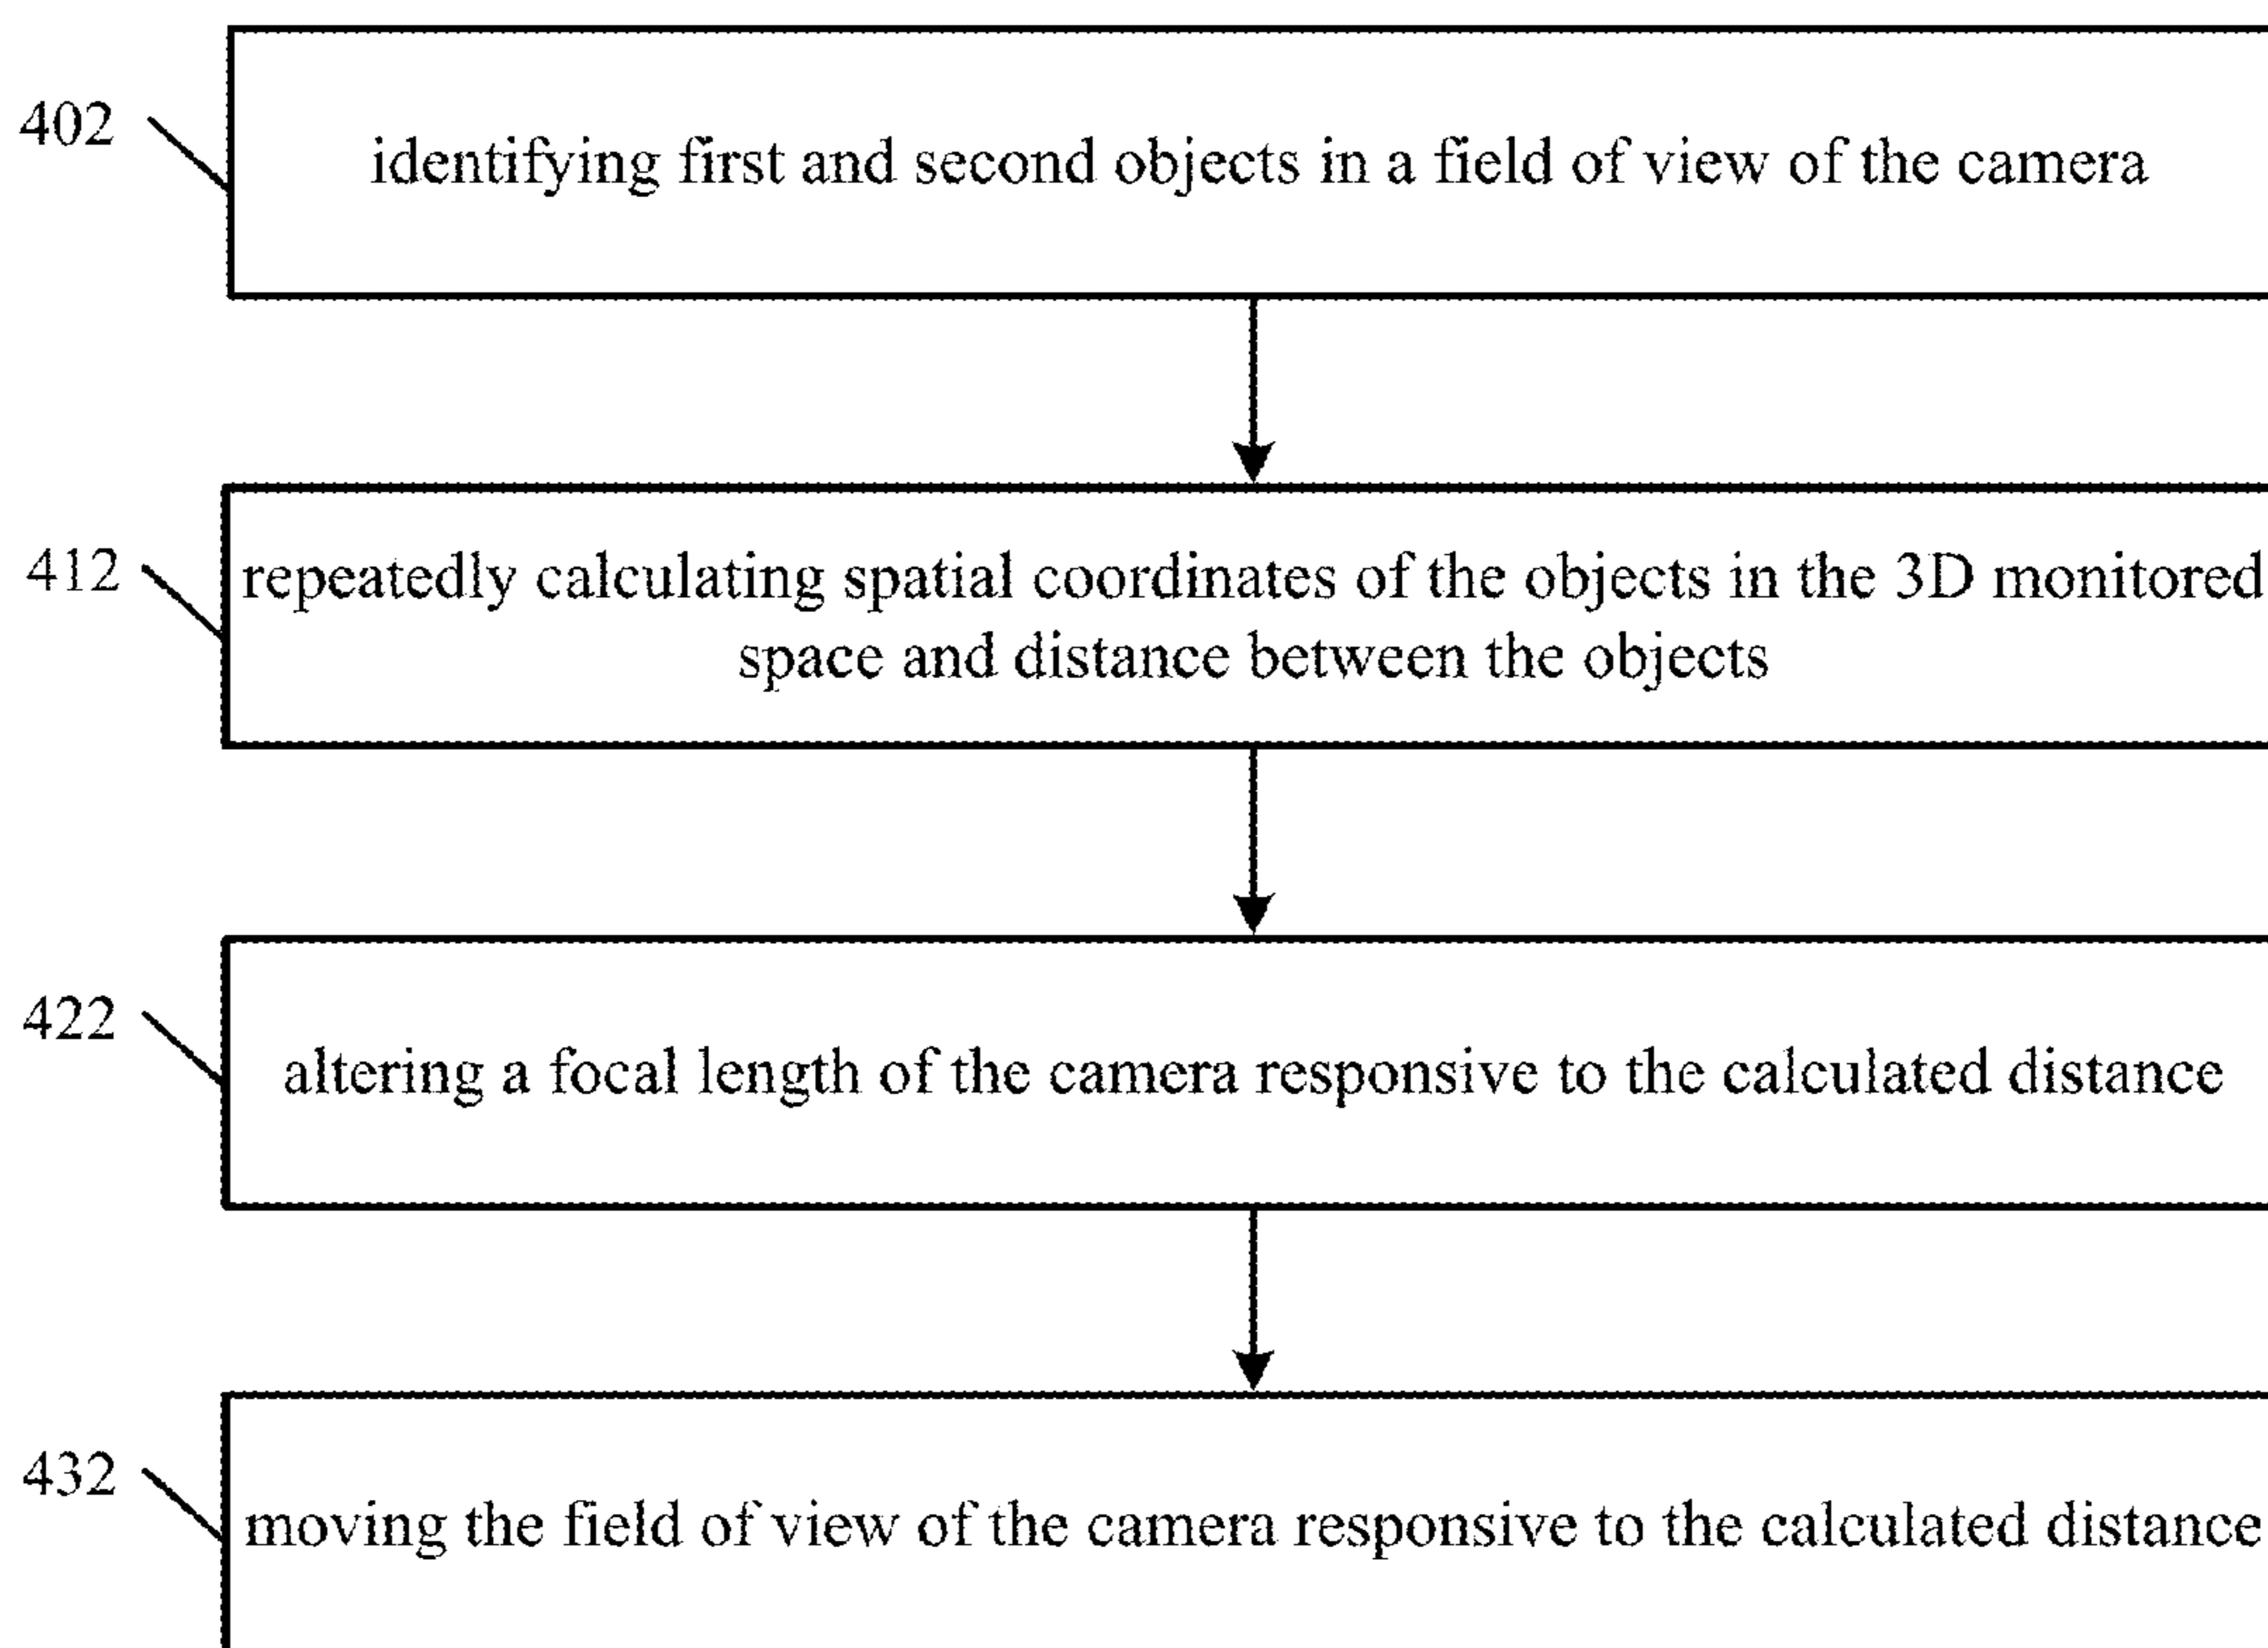 402
identifying first and second objects in a field of view of the camera
412
repeatedly calculating spatial coordinates of the objects in the 3D monitored
space and distance between the objects
422
altering a focal length of the camera responsive to the calculated distance
432
moving the field of view of the camera responsive to the calculated distance